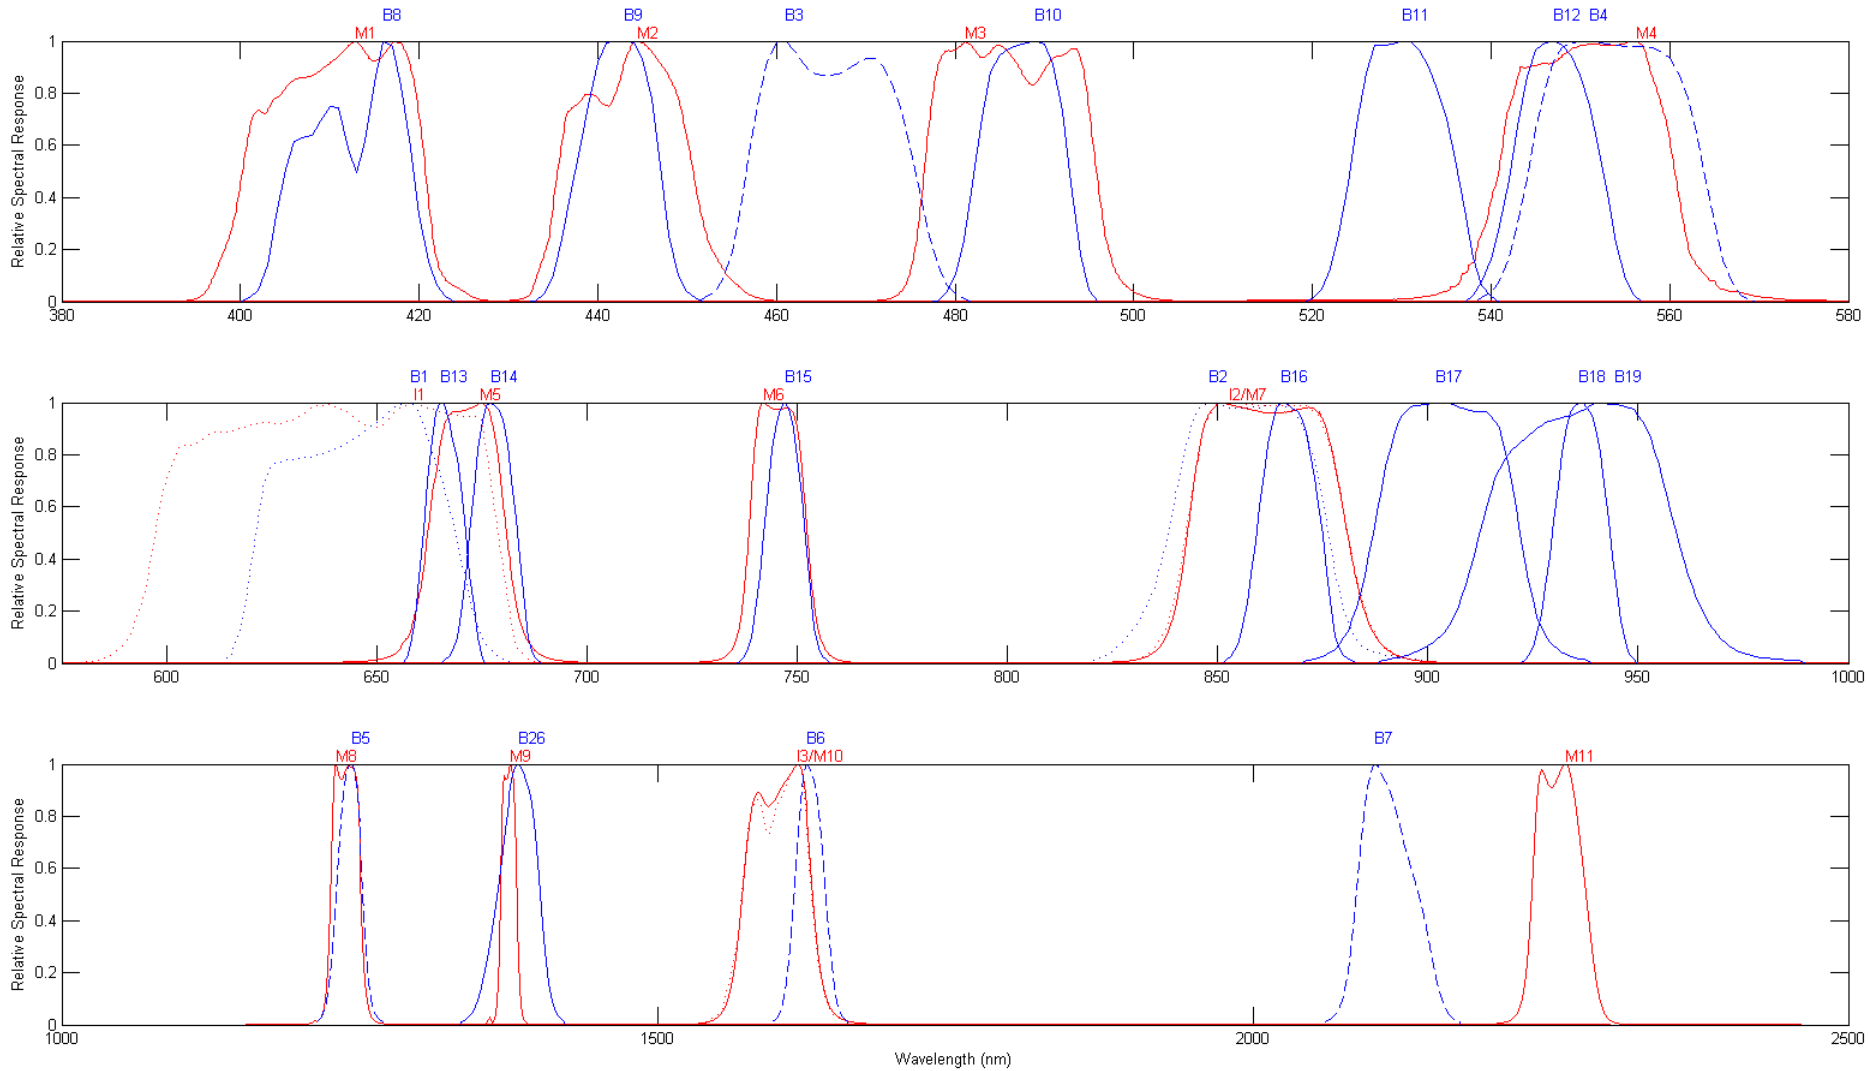 B8 B9 B3 B10 B11 B12 B4
M1 M2 M3 M4
1
0.8
0.6
0.4
0.2
0
Relative Spectral Response
380 400 420 440 460 480 500 520 540 560 580
B1 B13 B14 B15 B2 B16 B17 B18 B19
I1 M5 M6 I2/M7
1
0.8
0.6
0.4
0.2
0
Relative Spectral Response
600 650 700 750 800 850 900 950 1000
B5 B26 B6 B7
M8 M9 I3/M10 M11
1
0.8
0.6
0.4
0.2
0
Relative Spectral Response
1000 1500 2000 2500
Wavelength (nm)